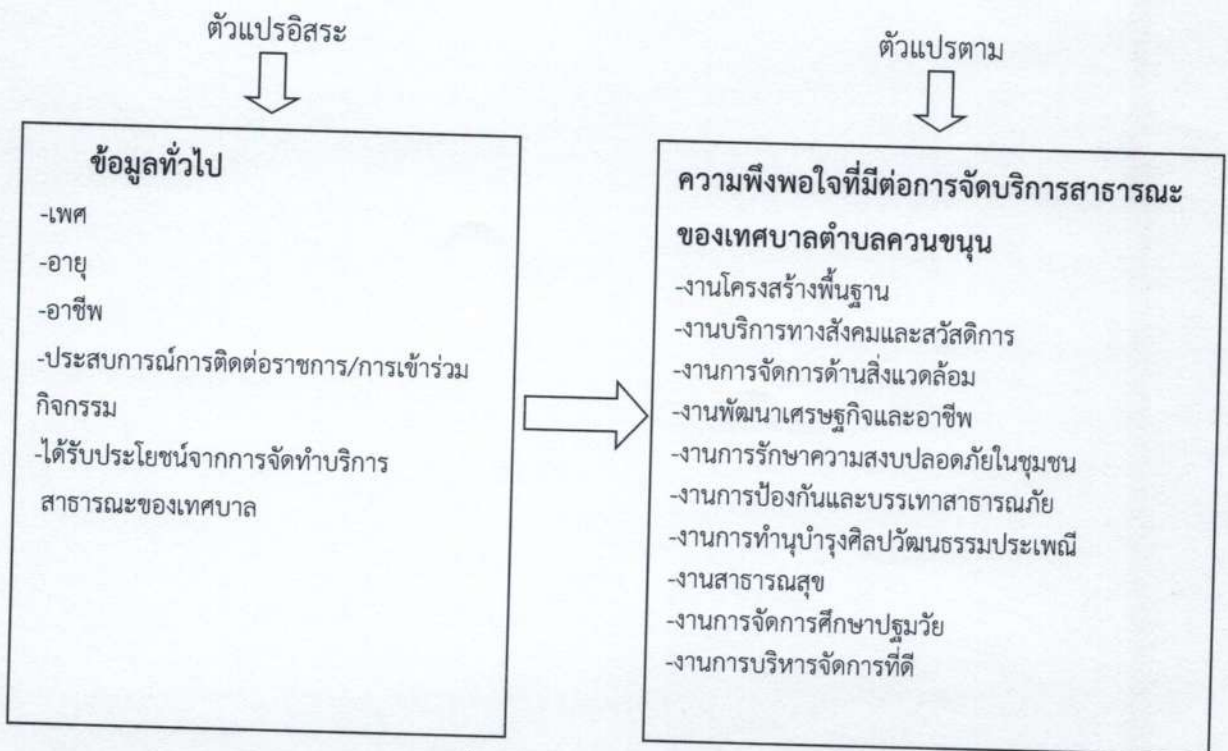 ตัวแปรอิสระ
ข้อมูลทั่วไป
-เพศ
-อายุ
-อาชีพ
-ประสบการณ์การติดต่อราชการ/การเข้าร่วม
กิจกรรม
-ได้รับประโยชน์จากการจัดทำบริการ
สาธารณะของเทศบาล
ตัวแปรตาม
ความพึงพอใจที่มีต่อการจัดบริการสาธารณะ
ของเทศบาลตำบลควนขนุน
-งานโครงสร้างพื้นฐาน
-งานบริการทางสังคมและสวัสดิการ
-งานการจัดการด้านสิ่งแวดล้อม
-งานพัฒนาเศรษฐกิจและอาชีพ
-งานการรักษาความสงบปลอดภัยในชุมชน
-งานการป้องกันและบรรเทาสาธารณภัย
-งานการทำนุบำรุงศิลปวัฒนธรรมประเพณี
-งานสาธารณสุข
-งานการจัดการศึกษาปฐมวัย
-งานการบริหารจัดการที่ดี